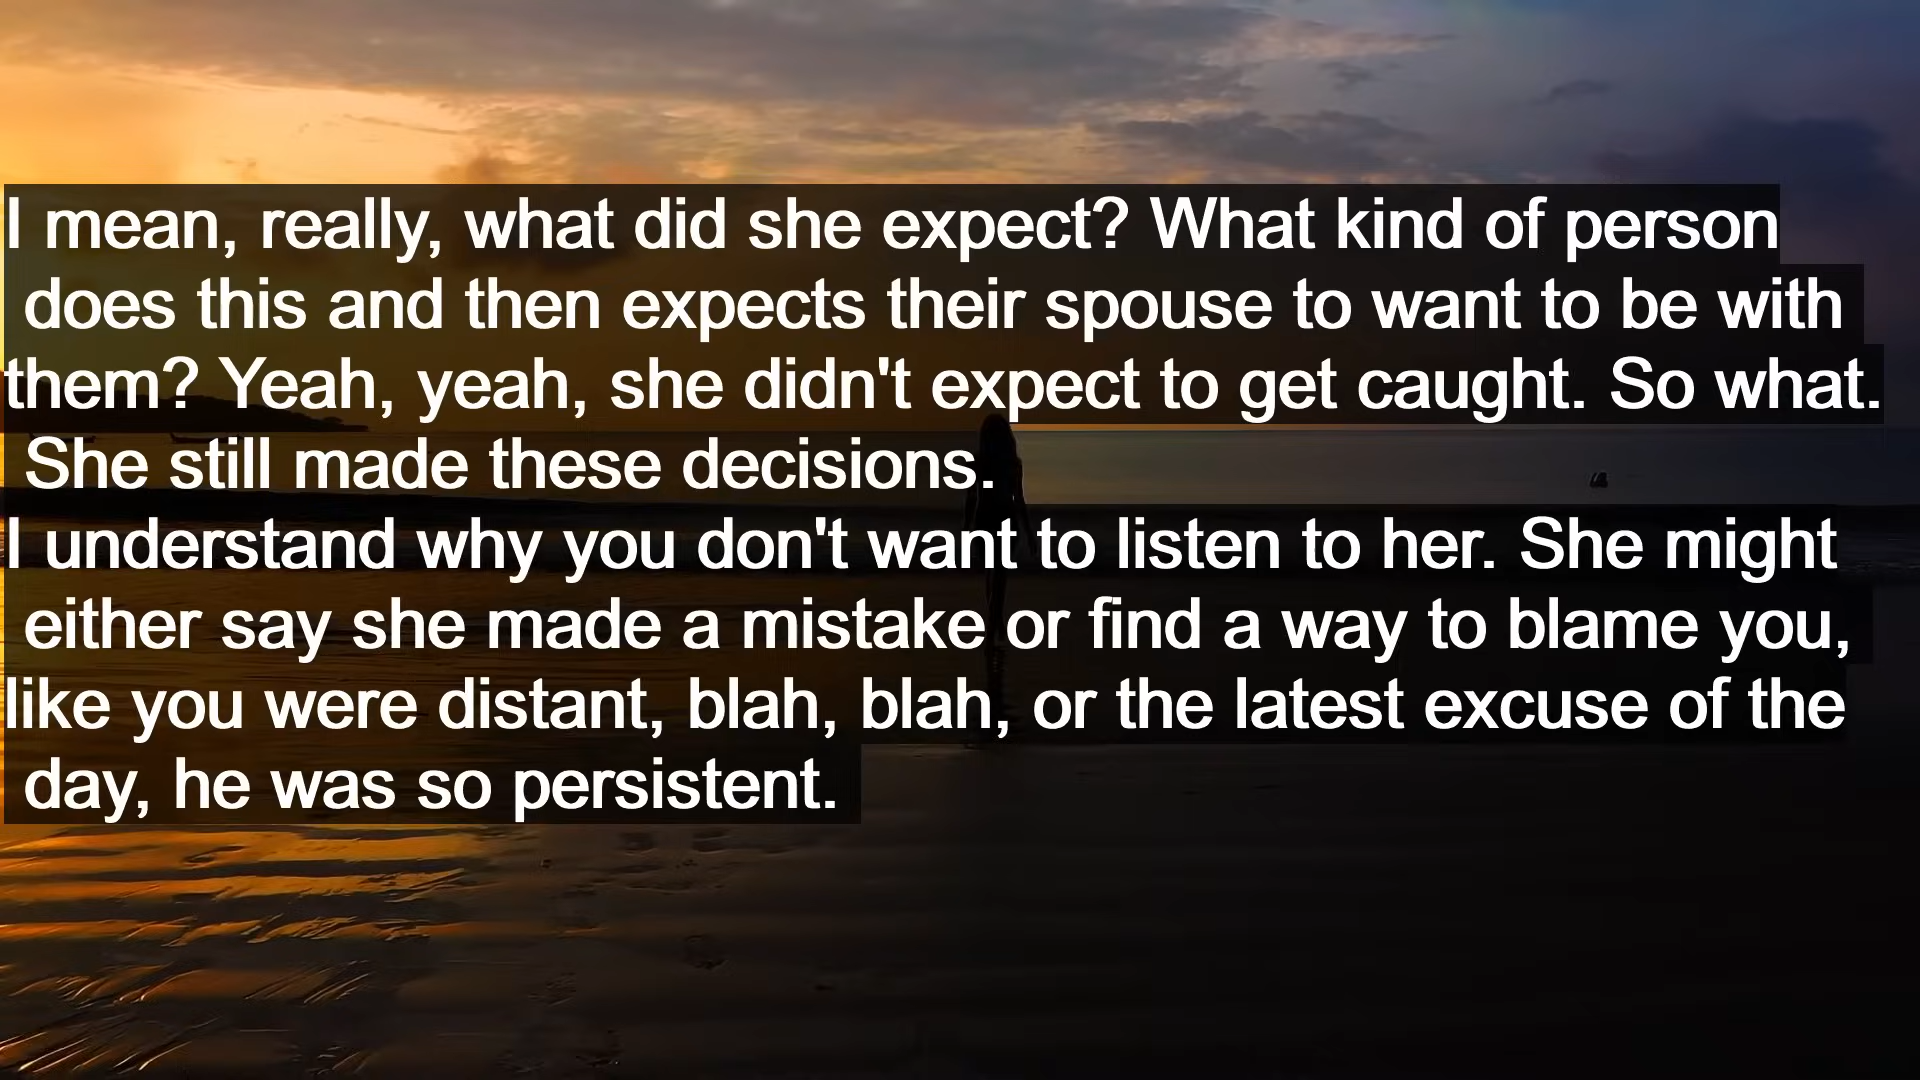 I mean, really, what did she expect? What kind of person
does this and then expects their spouse to want to be with
them? Yeah, yeah, she didn't expect to get caught. So what.
She still made these decisions.
I understand why you don't want to listen to her. She might
either say she made a mistake or find a way to blame you,
like you were distant, blah, blah, or the latest excuse of the
day, he was so persistent.